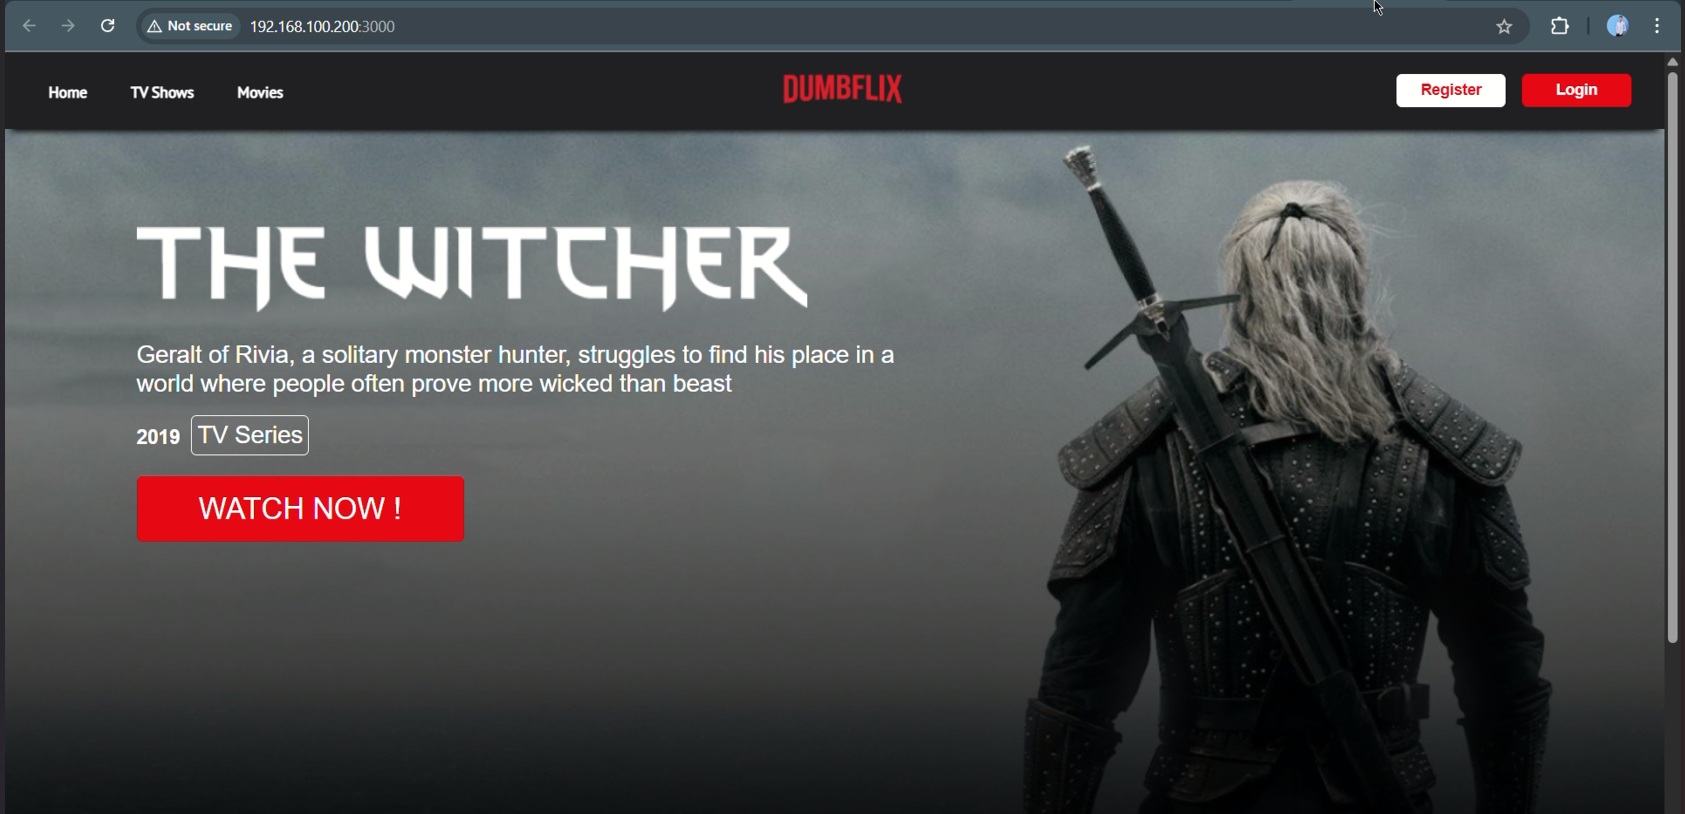 Not secure 192.168.100.200:3000
Home TV Shows Movies DUMBFLIX Register Login
THE WITCHER
Geralt of Rivia, a solitary monster hunter, struggles to find his place in a
world where people often prove more wicked than beast
2019 TV Series
WATCH NOW !